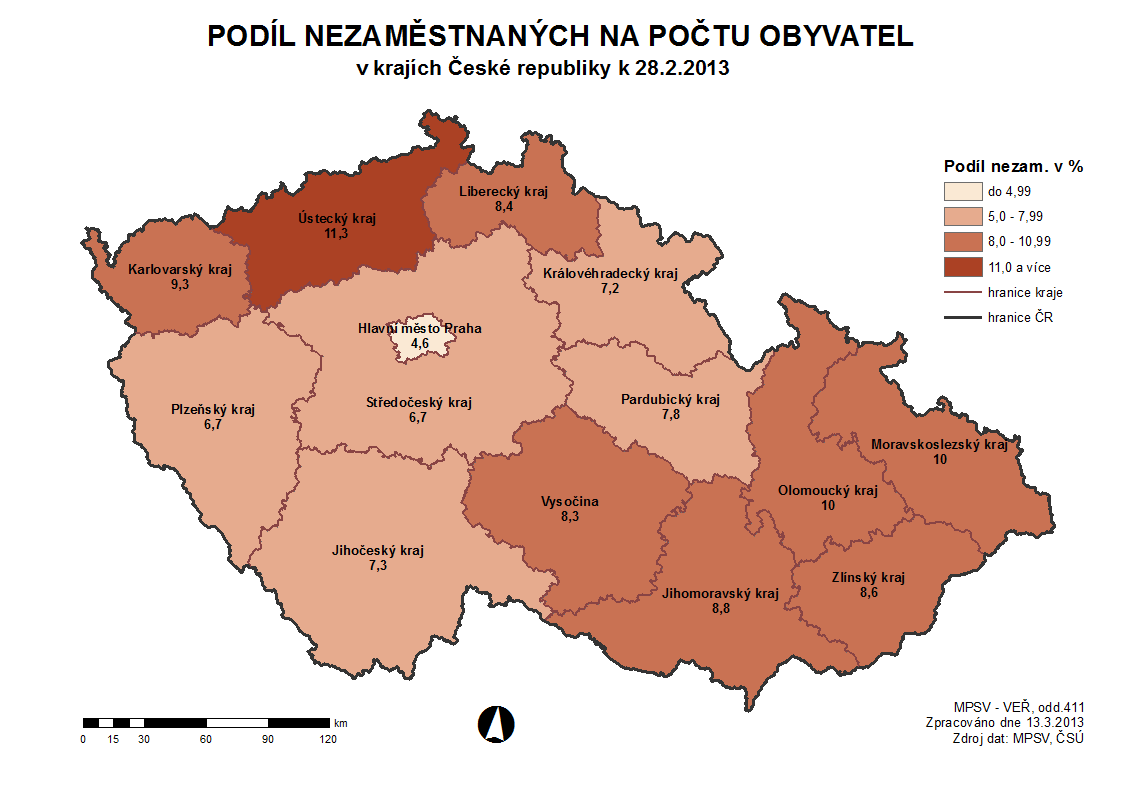 PODÍL NEZAMĚSTNANÝCH NA POČTU OBYVATEL
v krajích České republiky k 28.2.2013
Podíl nezam. v %
do 4,99
5,0 - 7,99
8,0 - 10,99
11,0 a více
hranice kraje
hranice ČR
Liberecký kraj
8,4
Ústecký kraj
11,3
Karlovarský kraj
9,3
Královéhradecký kraj
7,2
Hlavní město Praha
4,6
Plzeňský kraj
6,7
Středočeský kraj
6,7
Pardubický kraj
7,8
Moravskoslezský kraj
10
Olomoucký kraj
10
Vysočina
8,3
Jihočeský kraj
7,3
Jihomoravský kraj
8,8
Zlínský kraj
8,6
km
0 15 30 60 90 120
MPSV - VEŘ, odd.411
Zpracováno dne 13.3.2013
Zdroj dat: MPSV, ČSÚ